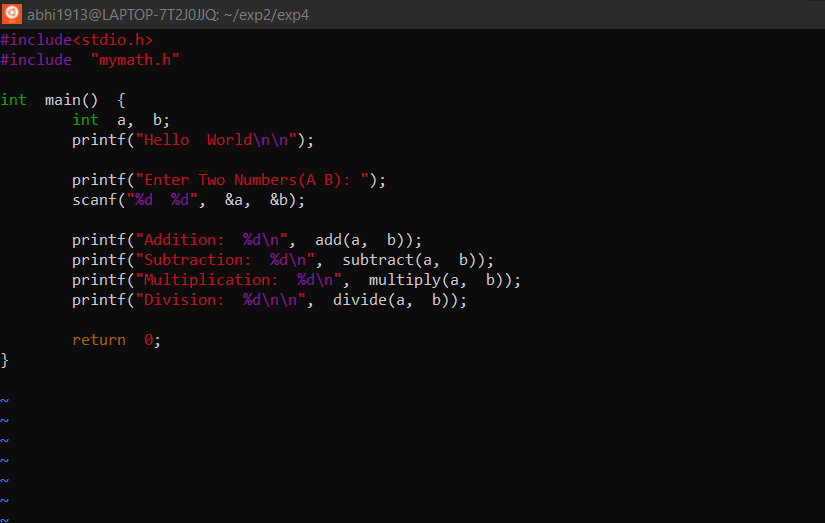 abhi1913@LAPTOP-7T2J0JJQ: ~/exp2/exp4
#include<stdio.h>
#include  "mymath.h"

int  main()  {
        int  a,  b;
        printf("Hello  World\n\n");

        printf("Enter Two Numbers(A B): ");
        scanf("%d  %d",  &a,  &b);

        printf("Addition:  %d\n",  add(a,  b));
        printf("Subtraction:  %d\n",  subtract(a,  b));
        printf("Multiplication:  %d\n",  multiply(a,  b));
        printf("Division:  %d\n\n",  divide(a,  b));

        return  0;
}

~
~
~
~
~
~
~